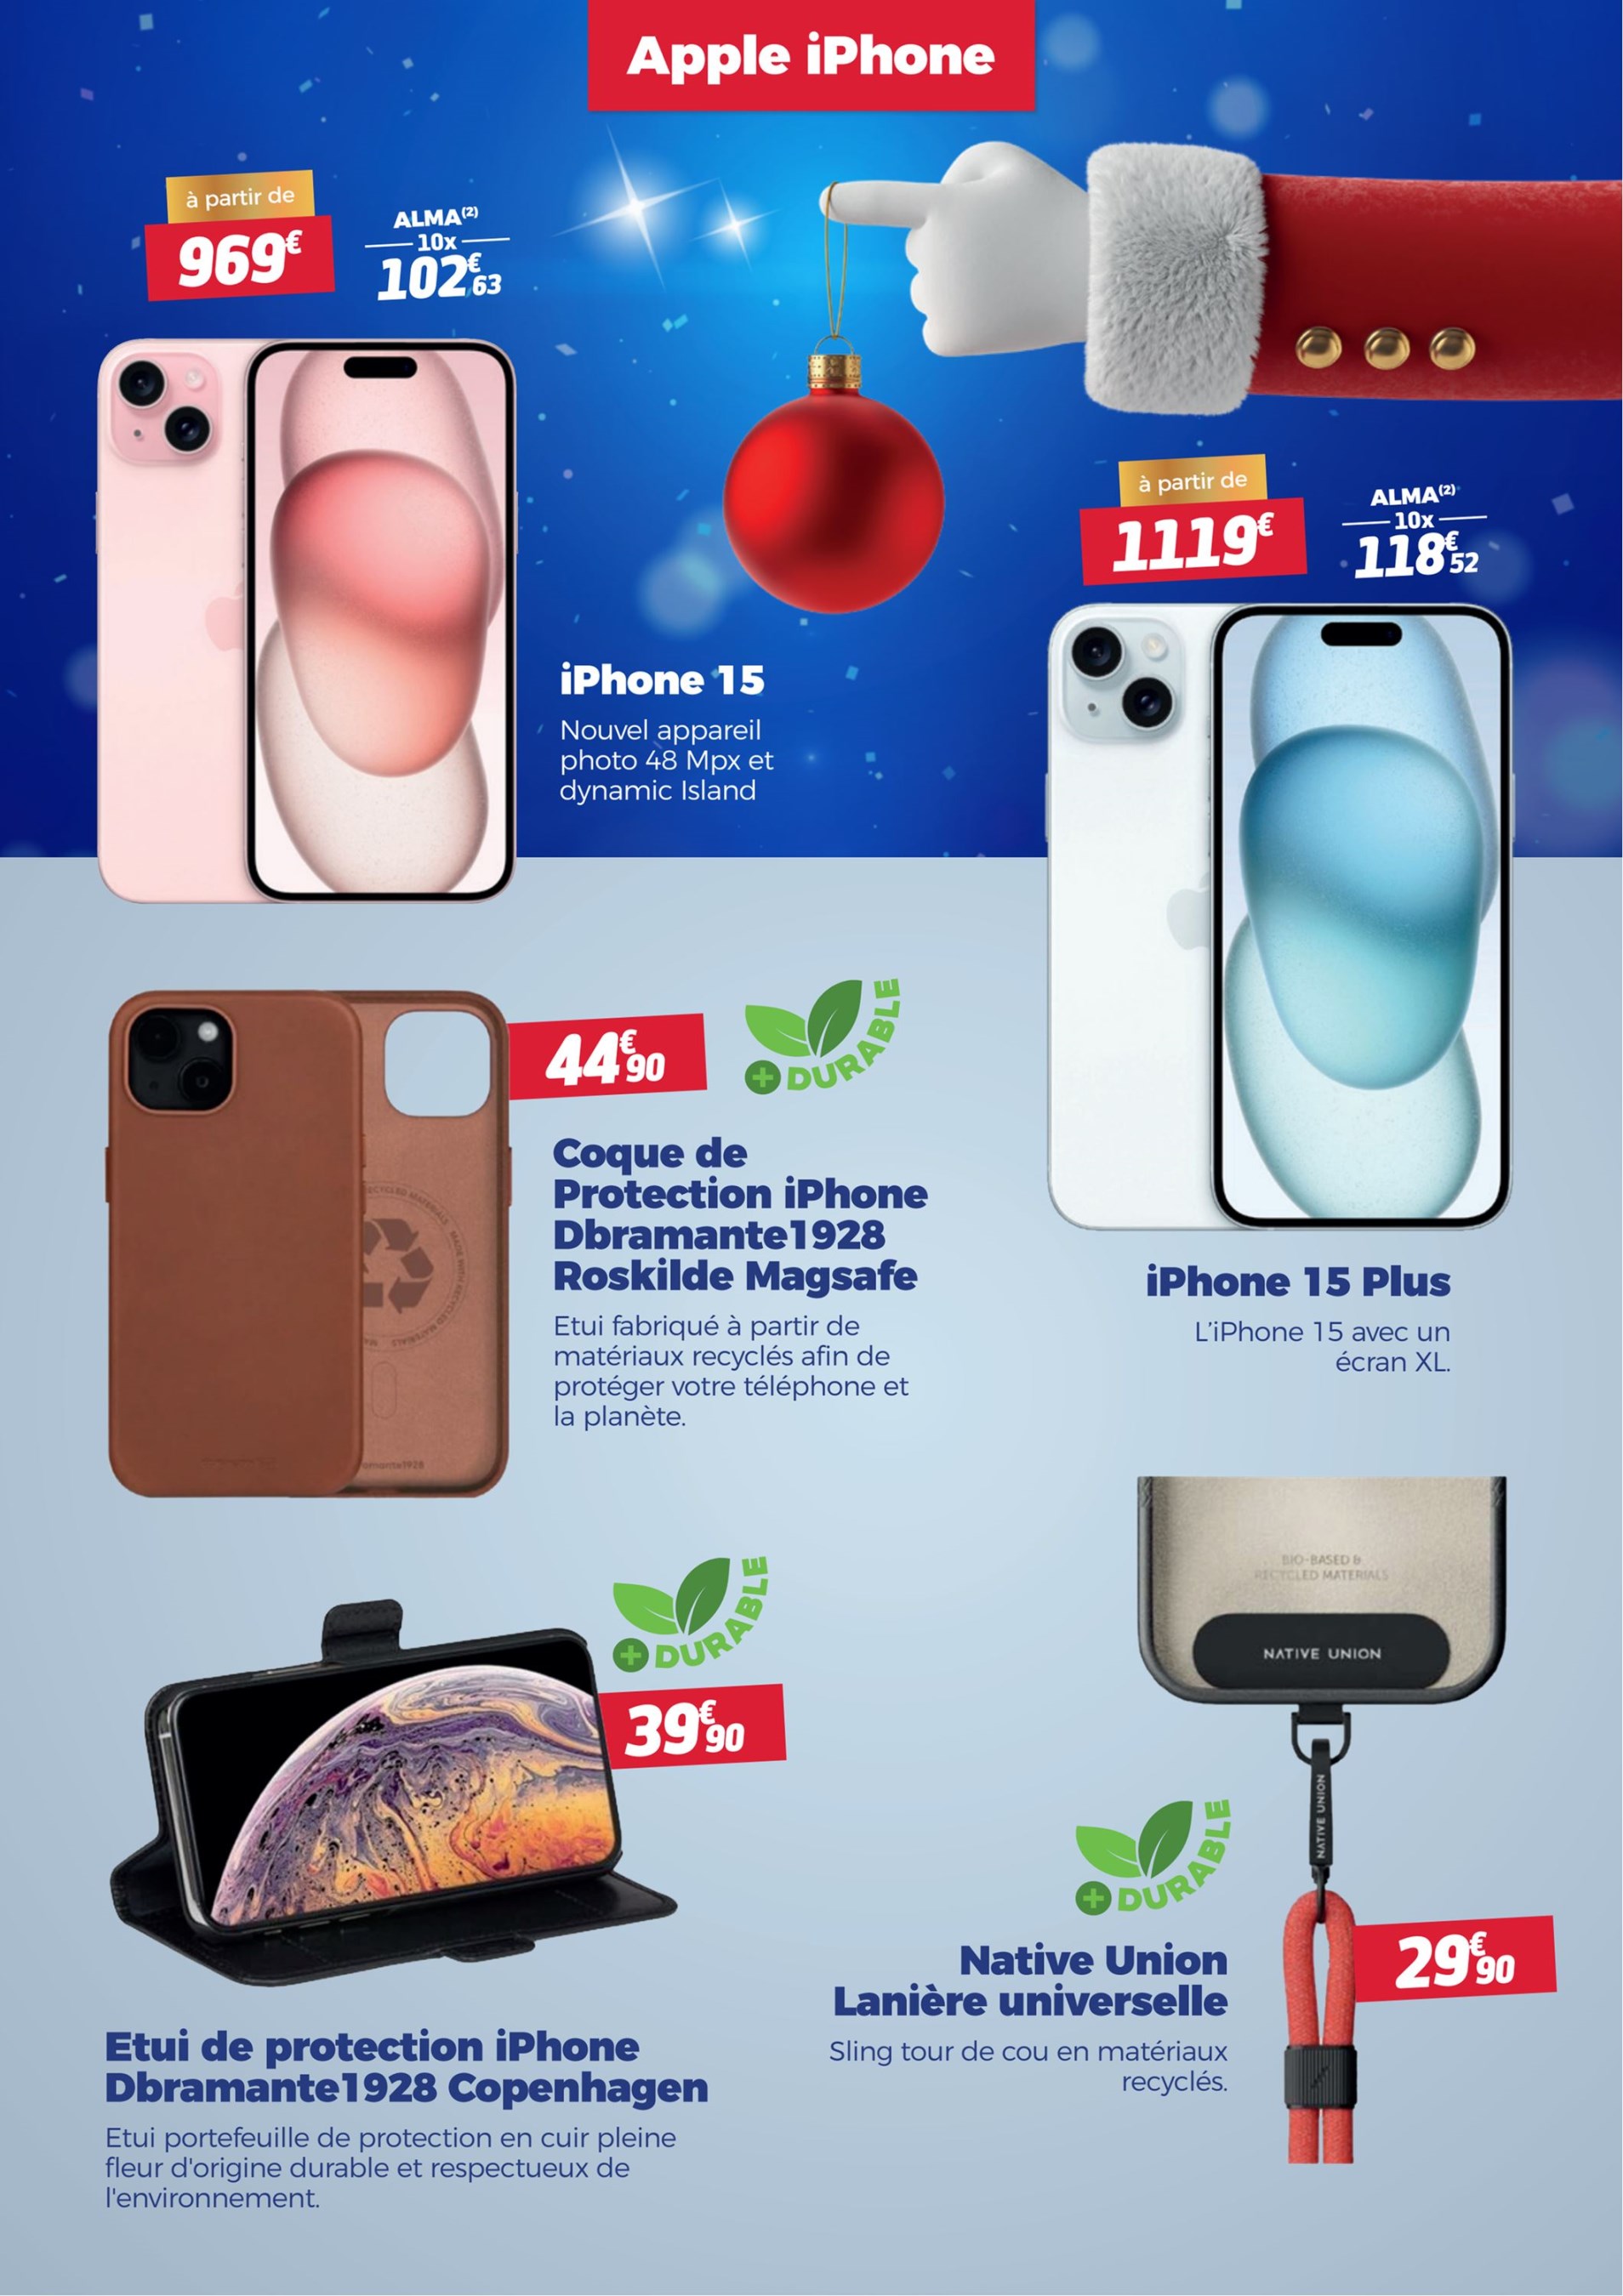 Apple iPhone
à partir de
969€
ALMA(2)
10x
102€63
à partir de
1119€
ALMA(2)
10x
118€52
iPhone 15
Nouvel appareil
photo 48 Mpx et
dynamic Island
44€90
+ DURABLE
Coque de
Protection iPhone
Dbramante1928
Roskilde Magsafe
Etui fabriqué à partir de
matériaux recyclés afin de
protéger votre téléphone et
la planète.
iPhone 15 Plus
L'iPhone 15 avec un
écran XL.
BIO-BASED &
RECYCLED MATERIALS
NATIVE UNION
NATIVE UNION
+ DURABLE
39€90
+ DURABLE
Native Union
Lanière universelle
Sling tour de cou en matériaux
recyclés.
29€90
Etui de protection iPhone
Dbramante1928 Copenhagen
Etui portefeuille de protection en cuir pleine
fleur d'origine durable et respectueux de
l'environnement.